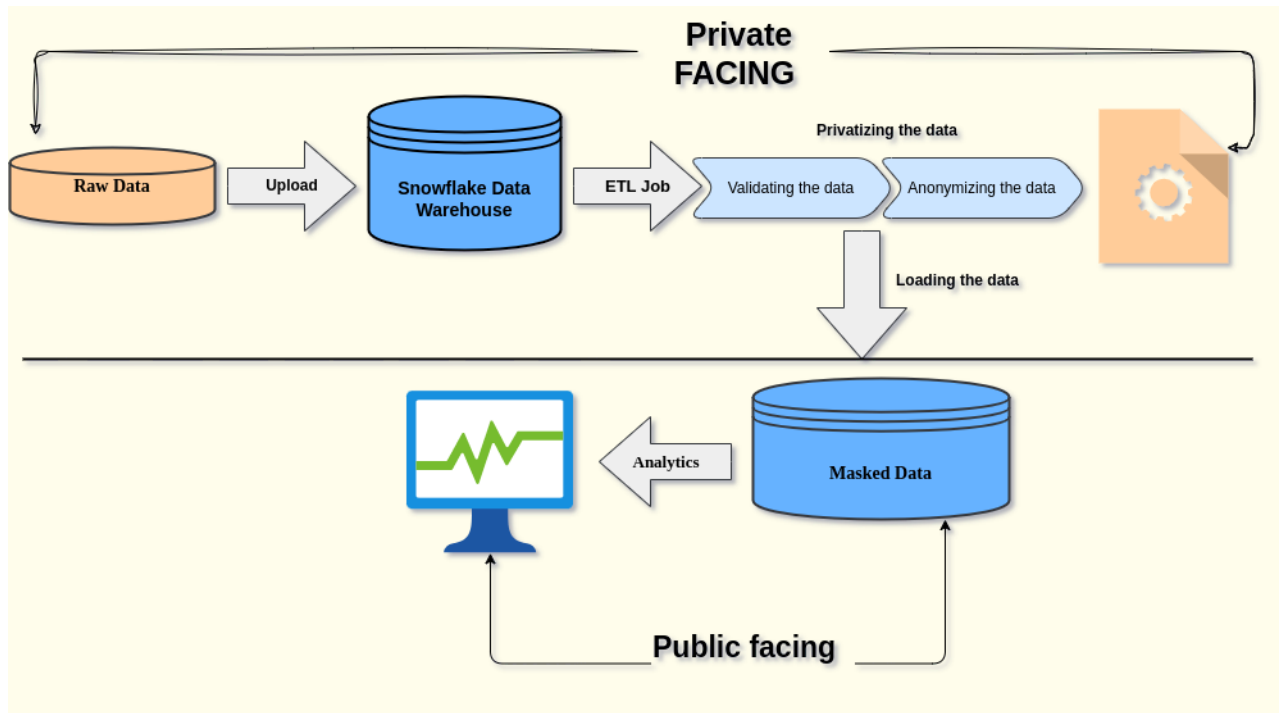 Private
FACING
Privatizing the data
Raw Data
Upload
Snowflake Data
Warehouse
ETL Job
Validating the data
Anonymizing the data
Loading the data
Analytics
Masked Data
Public facing